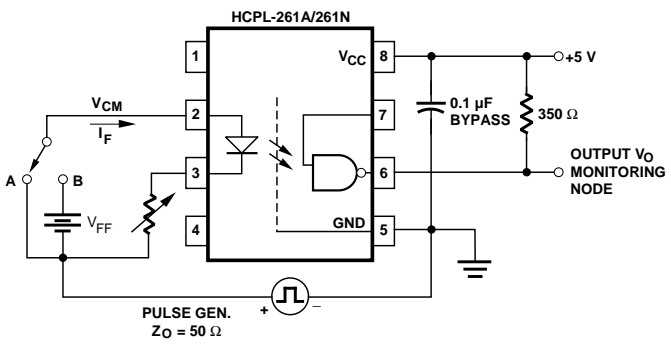 HCPL-261A/261N
1
VCC
8
+5 V
VCM
IF
2
7
0.1 µF
BYPASS
350 Ω
A
B
3
6
OUTPUT VO
MONITORING
NODE
VFF
4
GND
5
PULSE GEN.
ZO = 50 Ω
+
–